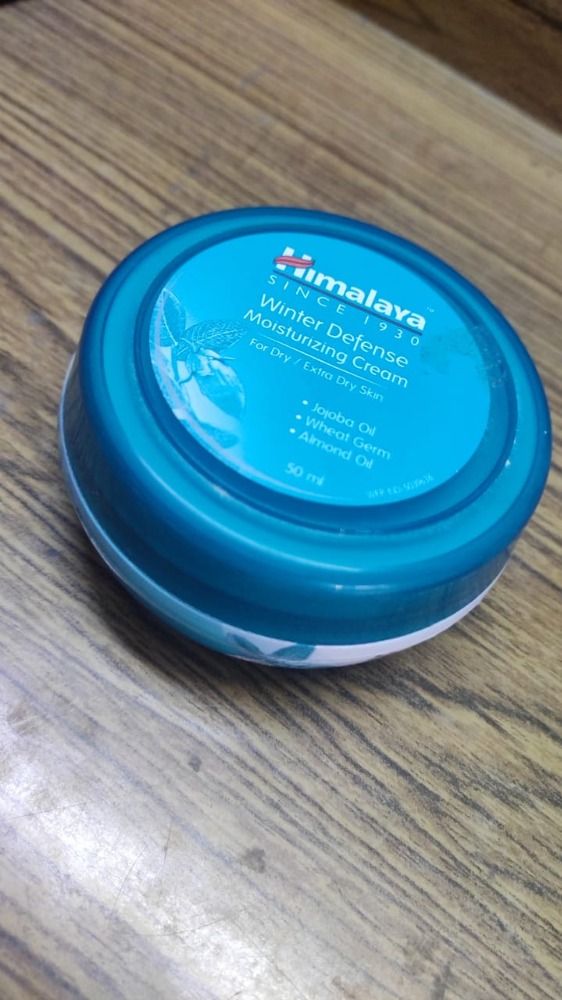 Himalaya
SINCE 1930
Winter Defense
Moisturizing Cream
For Dry / Extra Dry Skin
• Jojoba Oil
• Wheat Germ
• Almond Oil
50 ml